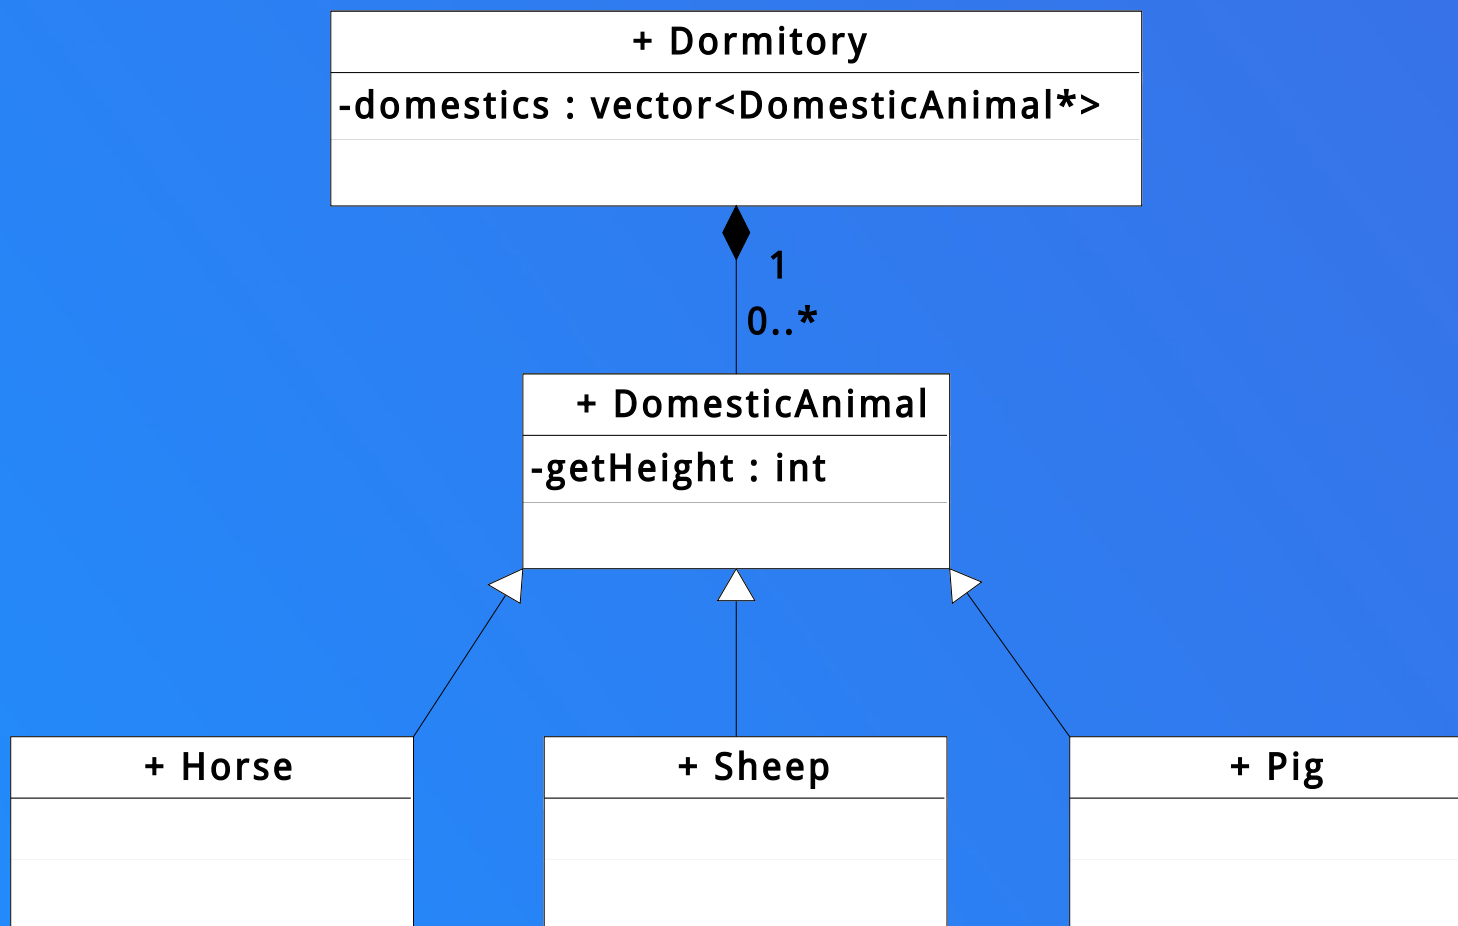 + Dormitory
-domestics : vector<DomesticAnimal*>
1
0..*
+ DomesticAnimal
-getHeight : int
+ Horse
+ Sheep
+ Pig